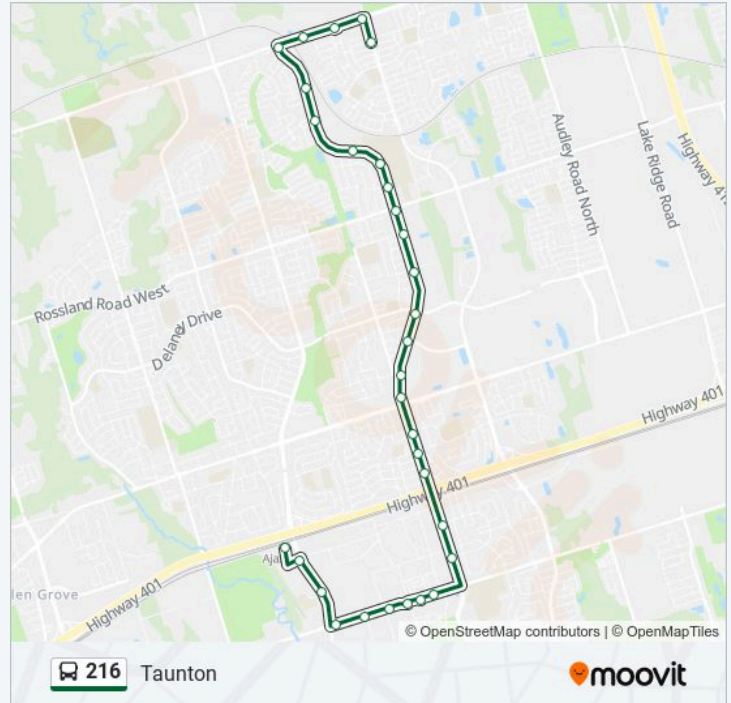 Audley Road North
Lake Ridge Road
Highway 41
Rossland Road West
Delaney Drive
Highway 401
Highway 401
Aja
len Grove
Highway 401
© OpenStreetMap contributors | © OpenMapTiles
216 Taunton
moovit